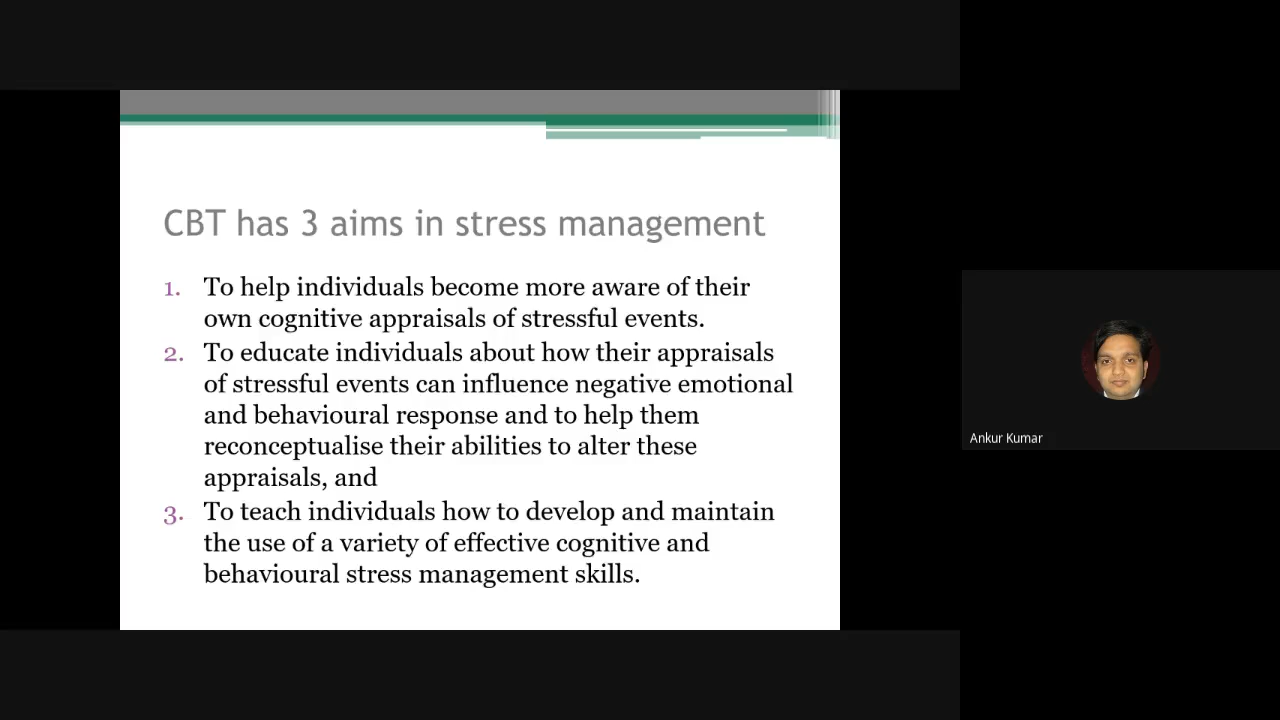 CBT has 3 aims in stress management
1. To help individuals become more aware of their
own cognitive appraisals of stressful events.
2. To educate individuals about how their appraisals
of stressful events can influence negative emotional
and behavioural response and to help them
reconceptualise their abilities to alter these
appraisals, and
3. To teach individuals how to develop and maintain
the use of a variety of effective cognitive and
behavioural stress management skills.
Ankur Kumar